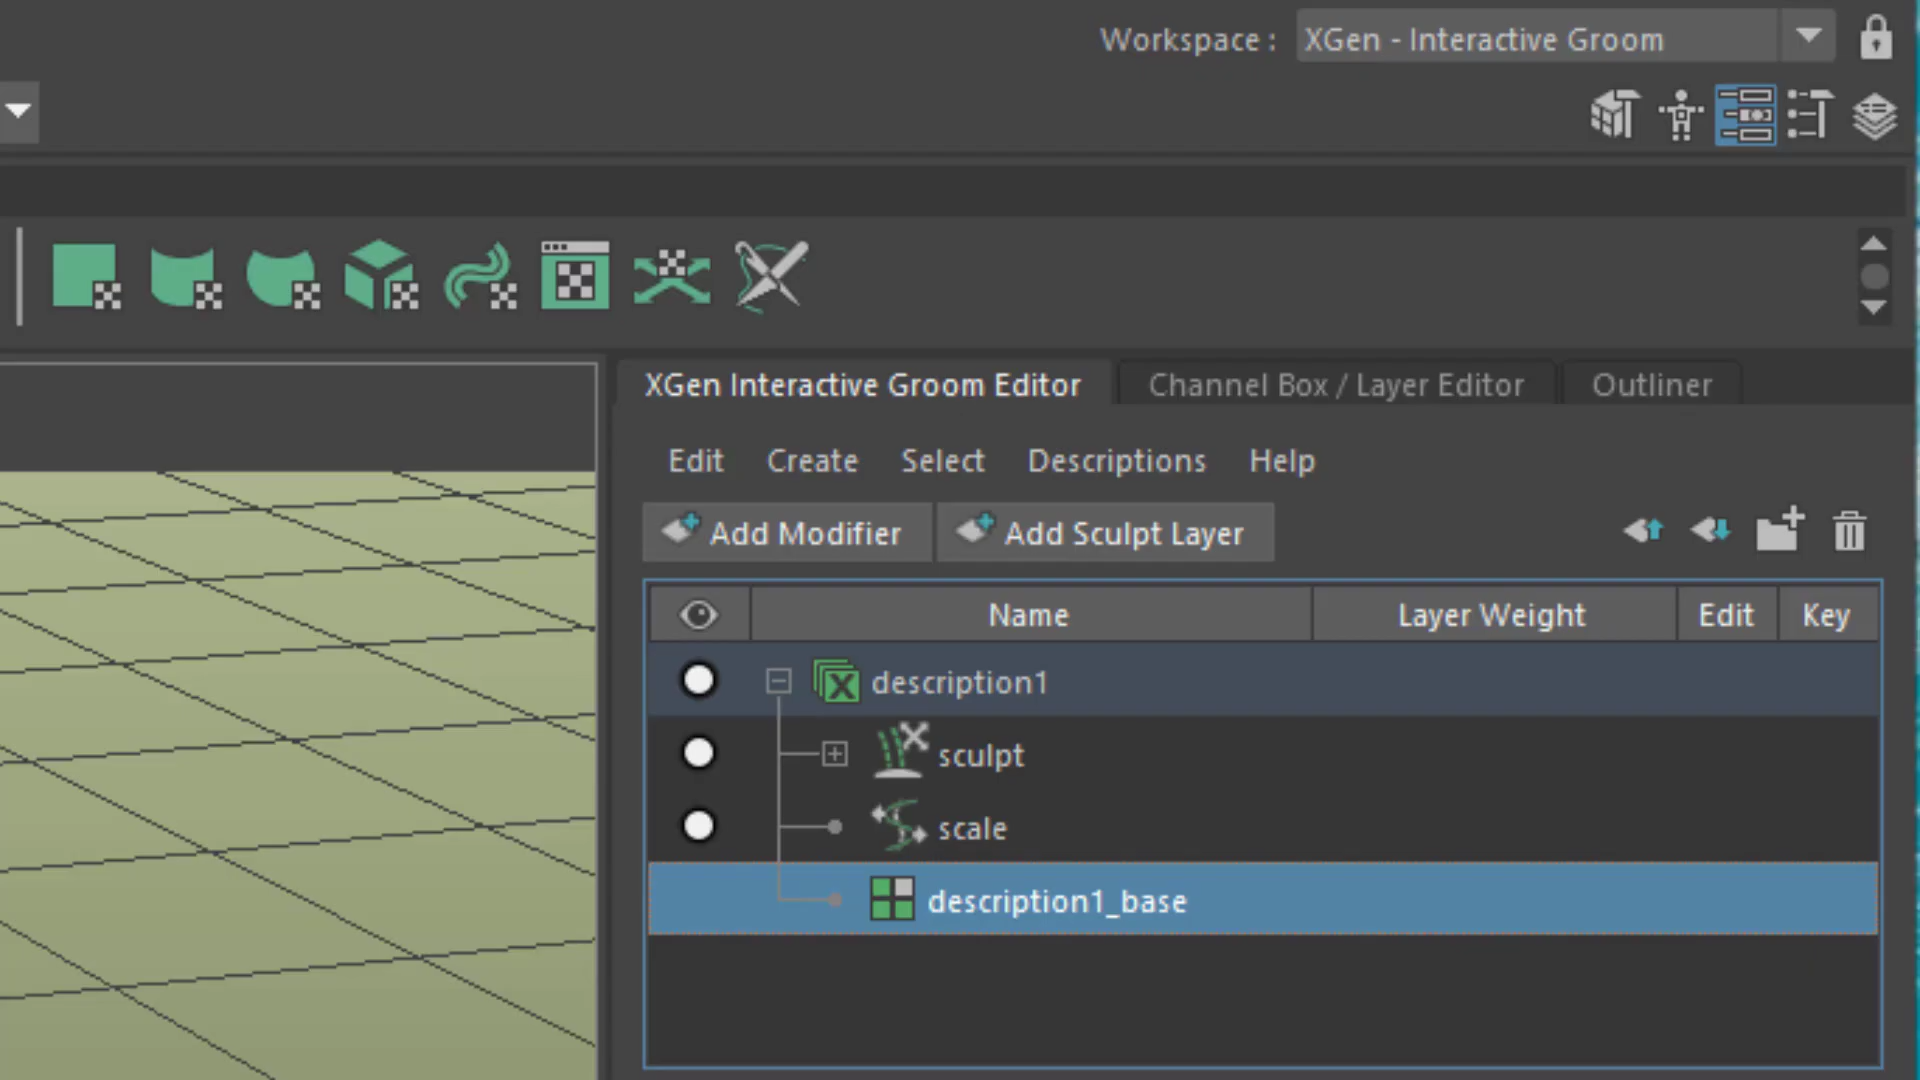 Workspace : XGen - Interactive Groom
XGen Interactive Groom Editor Channel Box / Layer Editor Outliner
Edit Create Select Descriptions Help
Add Modifier Add Sculpt Layer
Name Layer Weight Edit Key
description1
sculpt
scale
description1_base